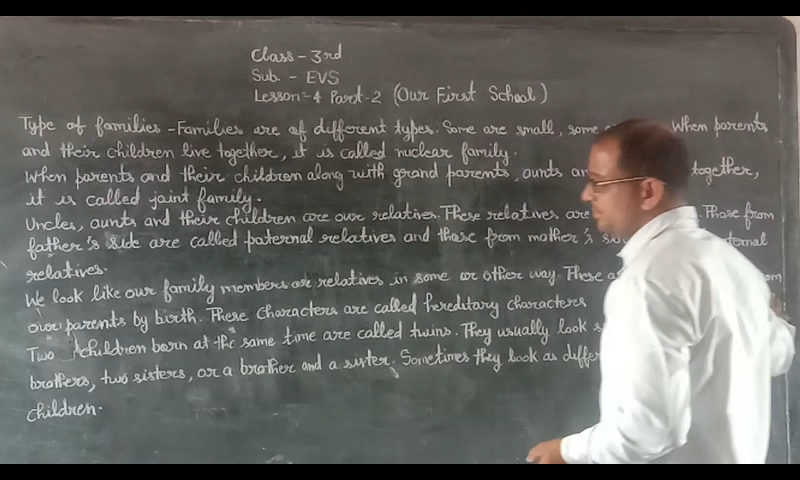 Class - 3rd
Sub. - EVS
Lesson:- 4 Part-2 (Our First School)
Type of families - Families are of different types. Some are small, some When parents
and their children live together, it is called nuclear family.
When parents and their children along with grand parents, aunts together,
it is called joint family.
Uncles, aunts and their children are our relatives. These relatives are Those from
father's side are called paternal relatives and those from mother's
relatives.
We look like our family members or relatives in some or other way. These
our parents by birth. These characters are called hereditary characters
Two children born at the same time are called twins. They usually look
brothers, two sisters, or a brother and a sister. Sometimes they look as
children.